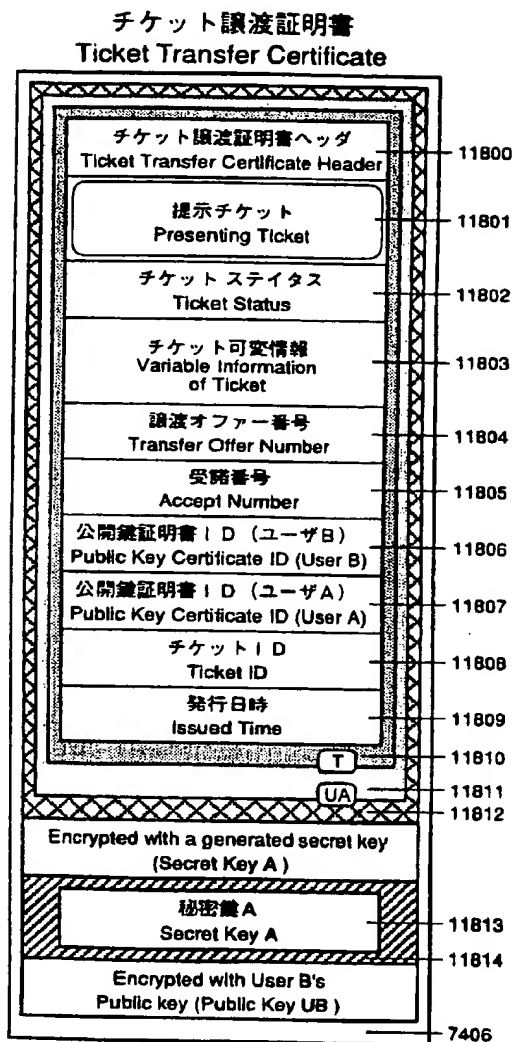 チケット譲渡証明書
Ticket Transfer Certificate
チケット譲渡証明書ヘッダ
Ticket Transfer Certificate Header
11800
提示チケット
Presenting Ticket
11801
チケット ステイタス
Ticket Status
11802
チケット可変情報
Variable Information
of Ticket
11803
譲渡オファー番号
Transfer Offer Number
11804
受諾番号
Accept Number
11805
公開鍵証明書ID(ユーザB)
Public Key Certificate ID (User B)
11806
公開鍵証明書ID(ユーザA)
Public Key Certificate ID (User A)
11807
チケットID
Ticket ID
11808
発行日時
Issued Time
11809
T
11810
UA
11811
11812
Encrypted with a generated secret key
(Secret Key A )
秘密鍵A
Secret Key A
11813
11814
Encrypted with User B's
Public key (Public Key UB )
7406